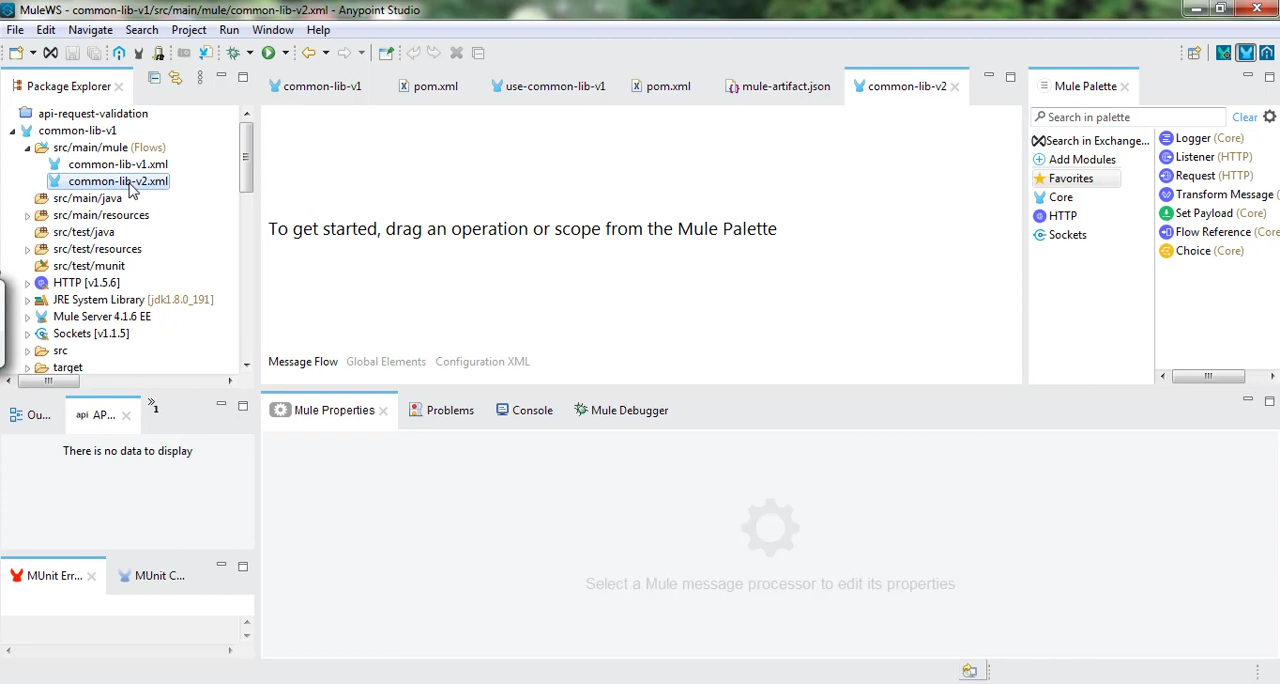 MuleWS - common-lib-v1/src/main/mule/common-lib-v2.xml - Anypoint Studio
File Edit Navigate Search Project Run Window Help
Package Explorer
common-lib-v1 pom.xml use-common-lib-v1 pom.xml mule-artifact.json common-lib-v2
Mule Palette
api-request-validation
common-lib-v1
src/main/mule (Flows)
common-lib-v1.xml
common-lib-v2.xml
src/main/java
src/main/resources
src/test/java
src/test/resources
src/test/munit
HTTP [v1.5.6]
JRE System Library [jdk1.8.0_191]
Mule Server 4.1.6 EE
Sockets [v1.1.5]
src
target
To get started, drag an operation or scope from the Mule Palette
Message Flow Global Elements Configuration XML
Search in palette Clear
Search in Exchange...
Add Modules
Favorites
Core
HTTP
Sockets
Logger (Core)
Listener (HTTP)
Request (HTTP)
Transform Message
Set Payload (Core)
Flow Reference (Core
Choice (Core)
Ou... api AP... »1
There is no data to display
Mule Properties Problems Console Mule Debugger
Select a Mule message processor to edit its properties
MUnit Err... MUnit C...